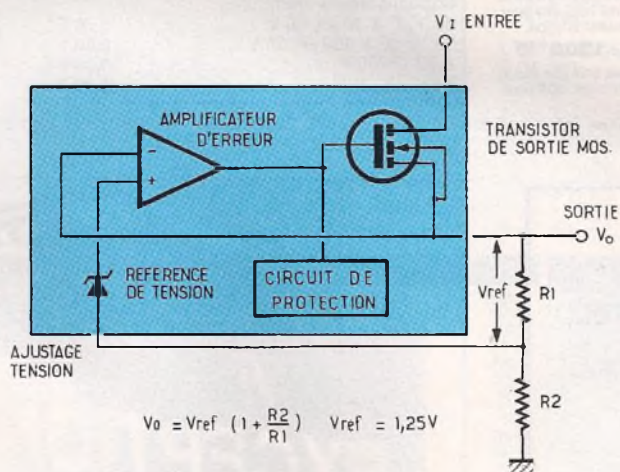 VI ENTREE
AMPLIFICATEUR
D'ERREUR
TRANSISTOR
DE SORTIE MOS.
-
+
SORTIE
Vo
REFERENCE
DE TENSION
CIRCUIT DE
PROTECTION
Vref
R1
AJUSTAGE
TENSION
R2
Vo = Vref (1 + R2/R1) Vref = 1,25V